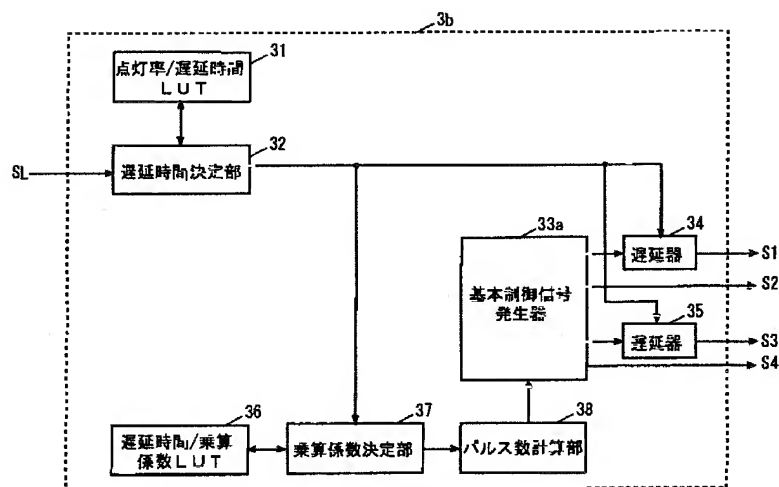 3b
31
点灯率/遅延時間
LUT
32
SL
遅延時間決定部
33a
34
遅延器
S1
基本制御信号
発生器
S2
35
遅延器
S3
S4
36
遅延時間/乗算
係数LUT
37
乗算係数決定部
38
パルス数計算部